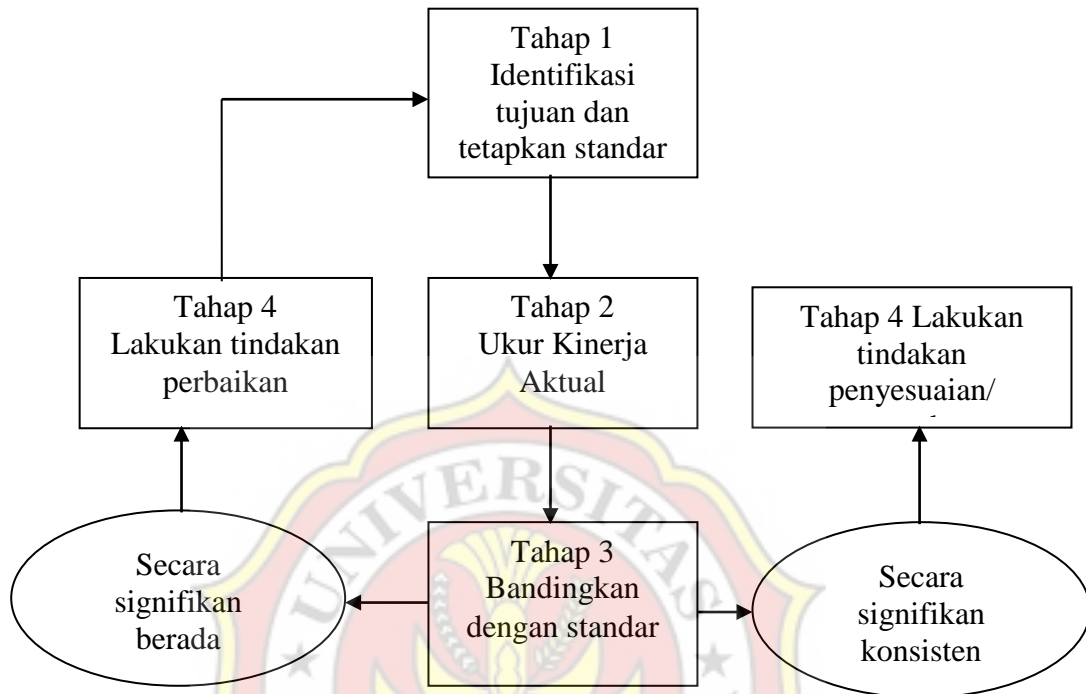 Tahap 1
Identifikasi
tujuan dan
tetapkan standar
Tahap 4
Lakukan tindakan
perbaikan
Tahap 2
Ukur Kinerja
Aktual
Tahap 4 Lakukan
tindakan
penyesuaian/
Secara
signifikan
berada
Tahap 3
Bandingkan
dengan standar
Secara
signifikan
konsisten
UNIVERSITAS